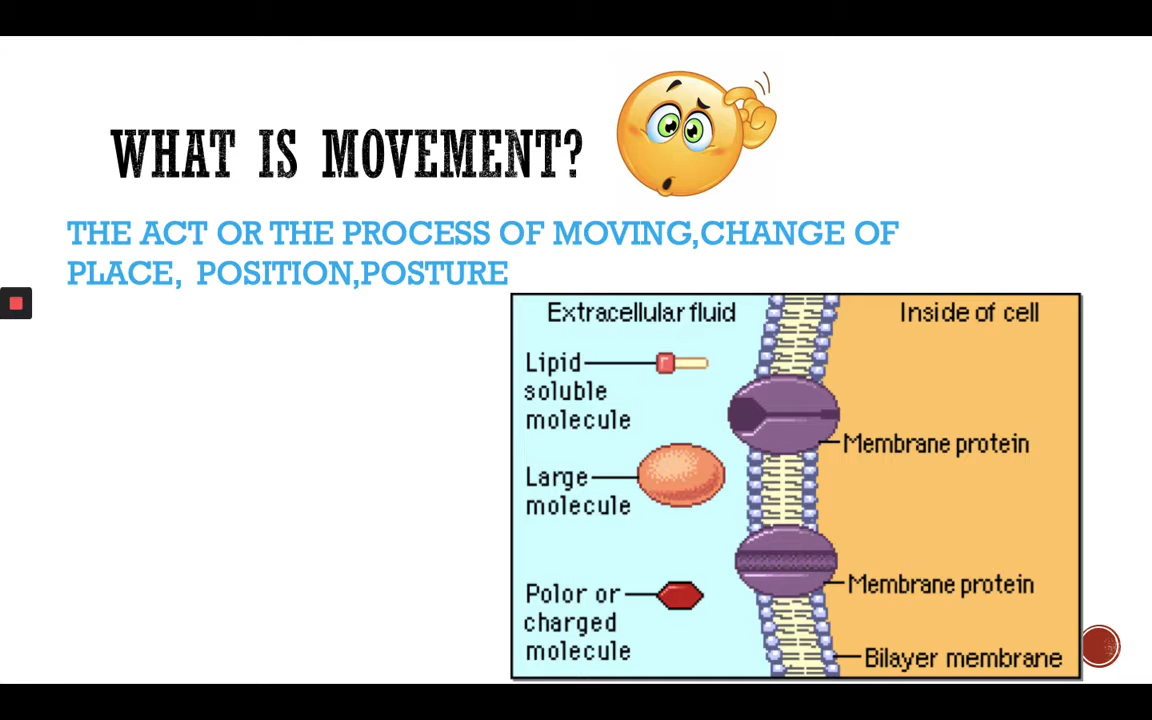 WHAT IS MOVEMENT?
THE ACT OR THE PROCESS OF MOVING,CHANGE OF
PLACE, POSITION,POSTURE
Extracellular fluid
Inside of cell
Lipid
soluble
molecule
Membrane protein
Large
molecule
Membrane protein
Polor or
charged
molecule
Bilayer membrane